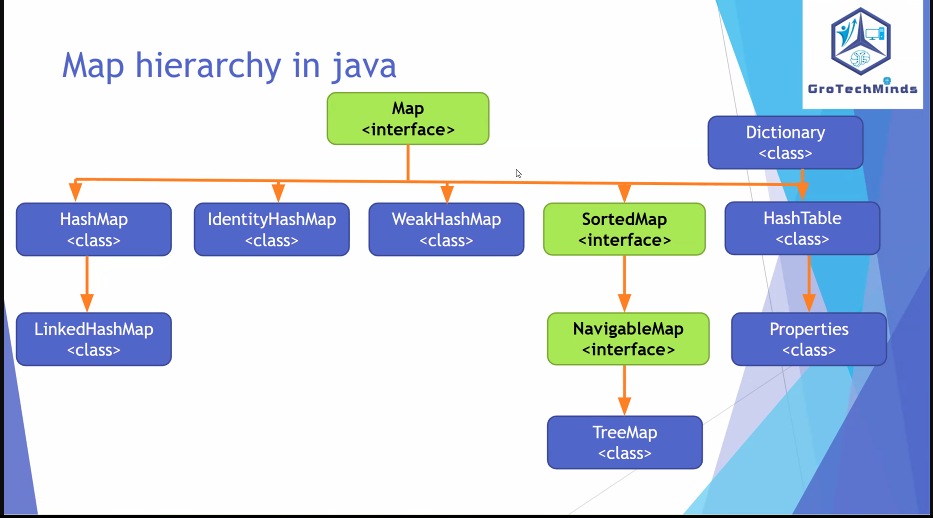 Map hierarchy in java
GroTechMinds
Map
<interface>
Dictionary
<class>
HashMap
<class>
IdentityHashMap
<class>
WeakHashMap
<class>
SortedMap
<interface>
HashTable
<class>
LinkedHashMap
<class>
NavigableMap
<interface>
Properties
<class>
TreeMap
<class>